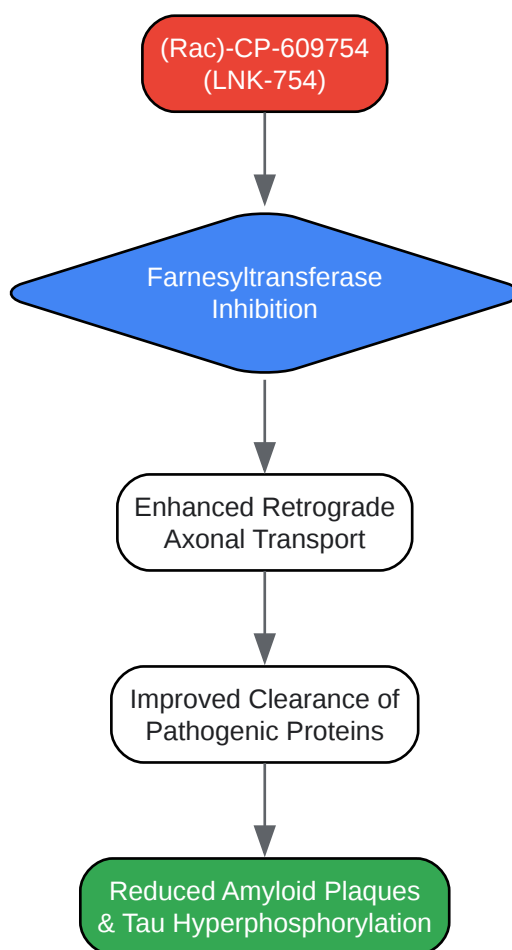 (Rac)-CP-609754
(LNK-754)
Farnesyltransferase
Inhibition
Enhanced Retrograde
Axonal Transport
Improved Clearance of
Pathogenic Proteins
Reduced Amyloid Plaques
& Tau Hyperphosphorylation